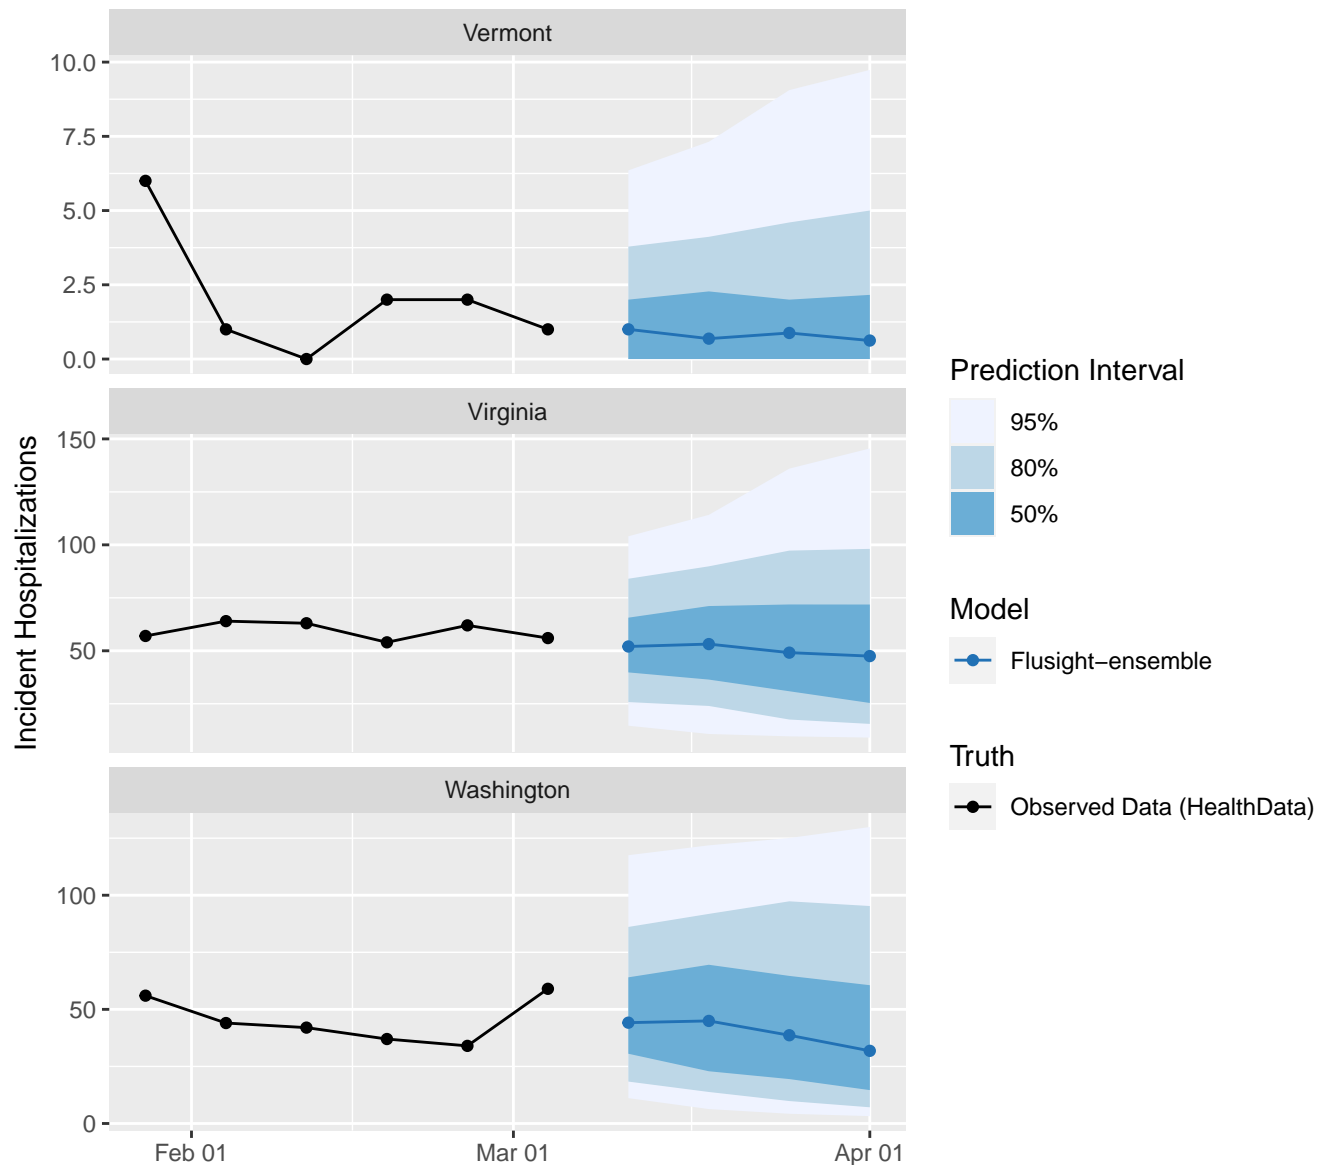 Vermont
10.0
7.5
5.0
2.5
0.0
Virginia
150
100
50
Washington
100
50
0
Feb 01
Mar 01
Apr 01
Incident Hospitalizations
Prediction Interval
95%
80%
50%
Model
Flusight−ensemble
Truth
Observed Data (HealthData)